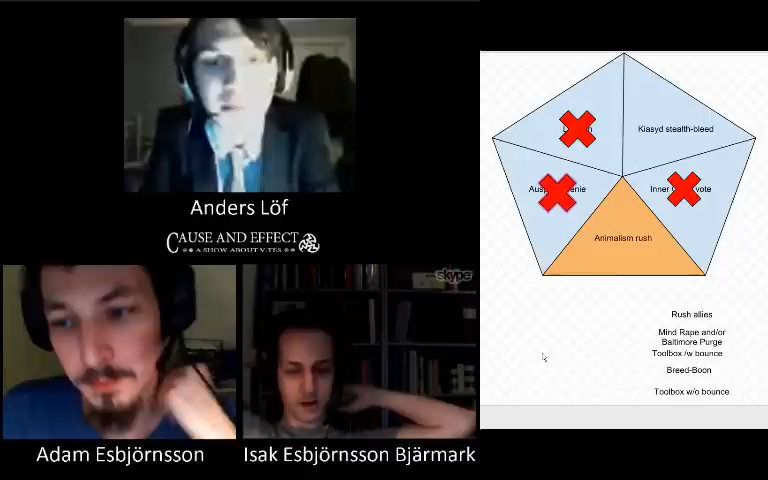 Anders Löf
CAUSE AND EFFECT
A SHOW ABOUT V:TES
skype
Adam Esbjörnsson
Isak Esbjörnsson Bjärmark
Kiasyd stealth-bleed
Inner vote
Animalism rush
Rush allies
Mind Rape and/or
Baltimore Purge
Toolbox /w bounce
Breed-Boon
Toolbox w/o bounce